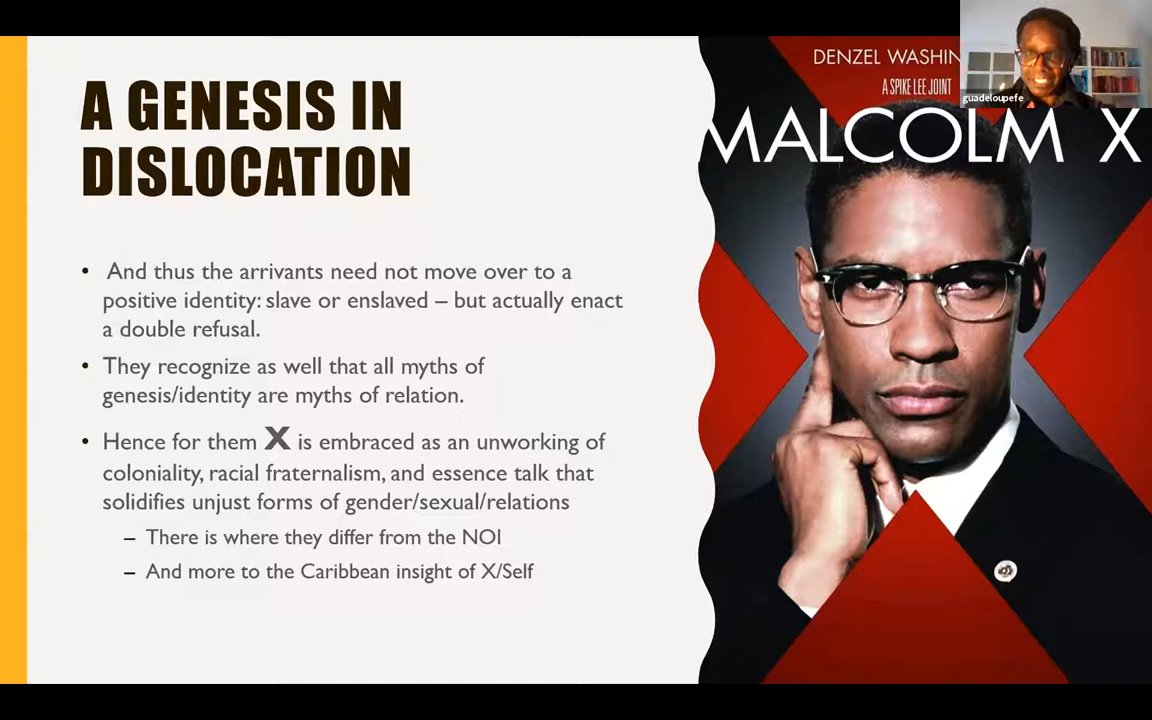 A GENESIS IN
DISLOCATION
• And thus the arrivants need not move over to a
positive identity: slave or enslaved – but actually enact
a double refusal.
• They recognize as well that all myths of
genesis/identity are myths of relation.
• Hence for them X is embraced as an unworking of
coloniality, racial fraternalism, and essence talk that
solidifies unjust forms of gender/sexual/relations
– There is where they differ from the NOI
– And more to the Caribbean insight of X/Self
DENZEL WASHIN
A SPIKE LEE JOINT
MALCOLM X
guadeloupefe